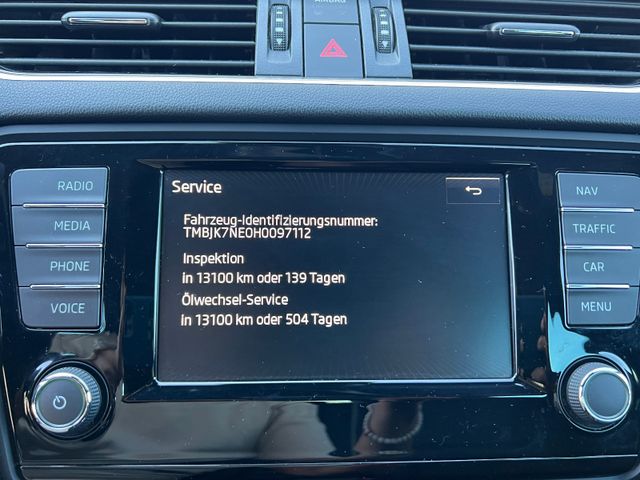 AIRBAG
RADIO
MEDIA
PHONE
VOICE
NAV
TRAFFIC
CAR
MENU
Service
Fahrzeug-Identifizierungsnummer:
TMBJK7NE0H0097112
Inspektion
in 13100 km oder 139 Tagen
Ölwechsel-Service
in 13100 km oder 504 Tagen